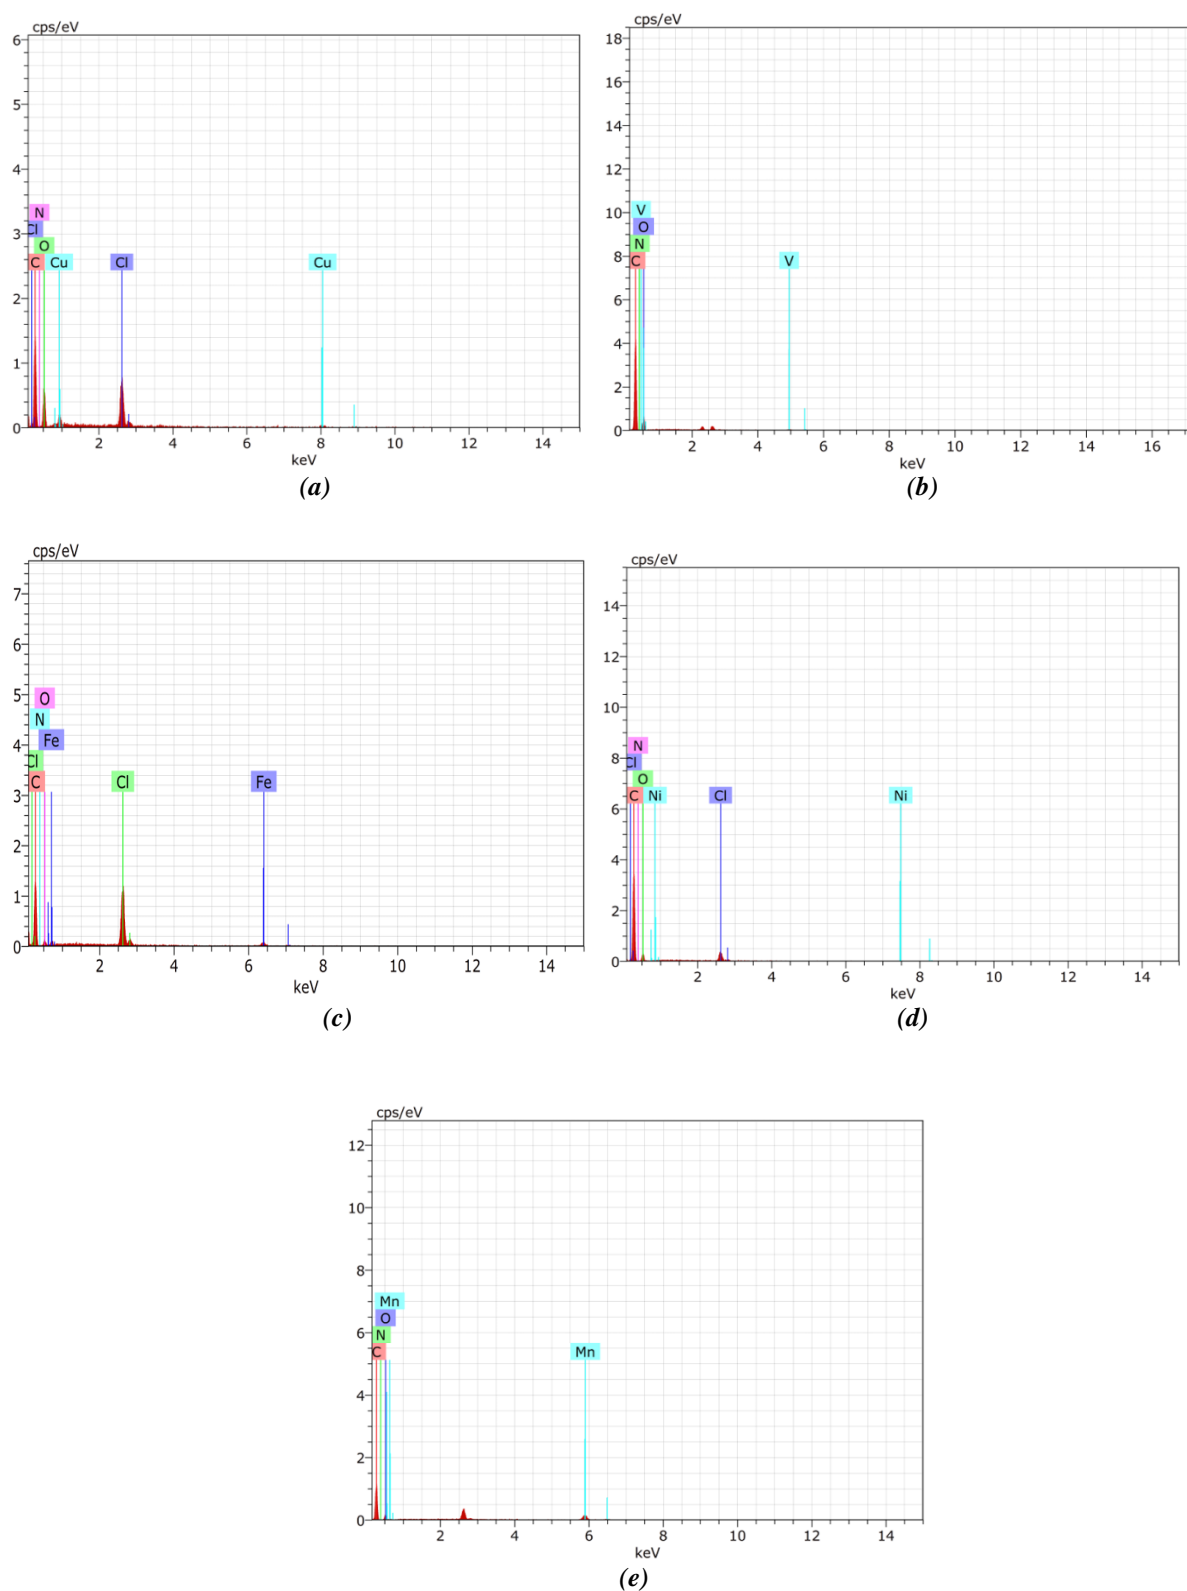 cps/eV
6
5
4
3
2
1
0
N
Cl
O
C Cu Cl Cu
2 4 6 8 10 12 14
keV
(a)
cps/eV
18
16
14
12
10
8
6
4
2
0
V
O
N
C V
2 4 6 8 10 12 14 16
keV
(b)
cps/eV
7
6
5
4
3
2
1
0
O
N
Fe
Cl
C Cl Fe
2 4 6 8 10 12 14
keV
(c)
cps/eV
14
12
10
8
6
4
2
0
N
Cl
O
C Ni Cl Ni
2 4 6 8 10 12 14
keV
(d)
cps/eV
12
10
8
6
4
2
0
Mn
O
N
C Mn
2 4 6 8 10 12 14
keV
(e)